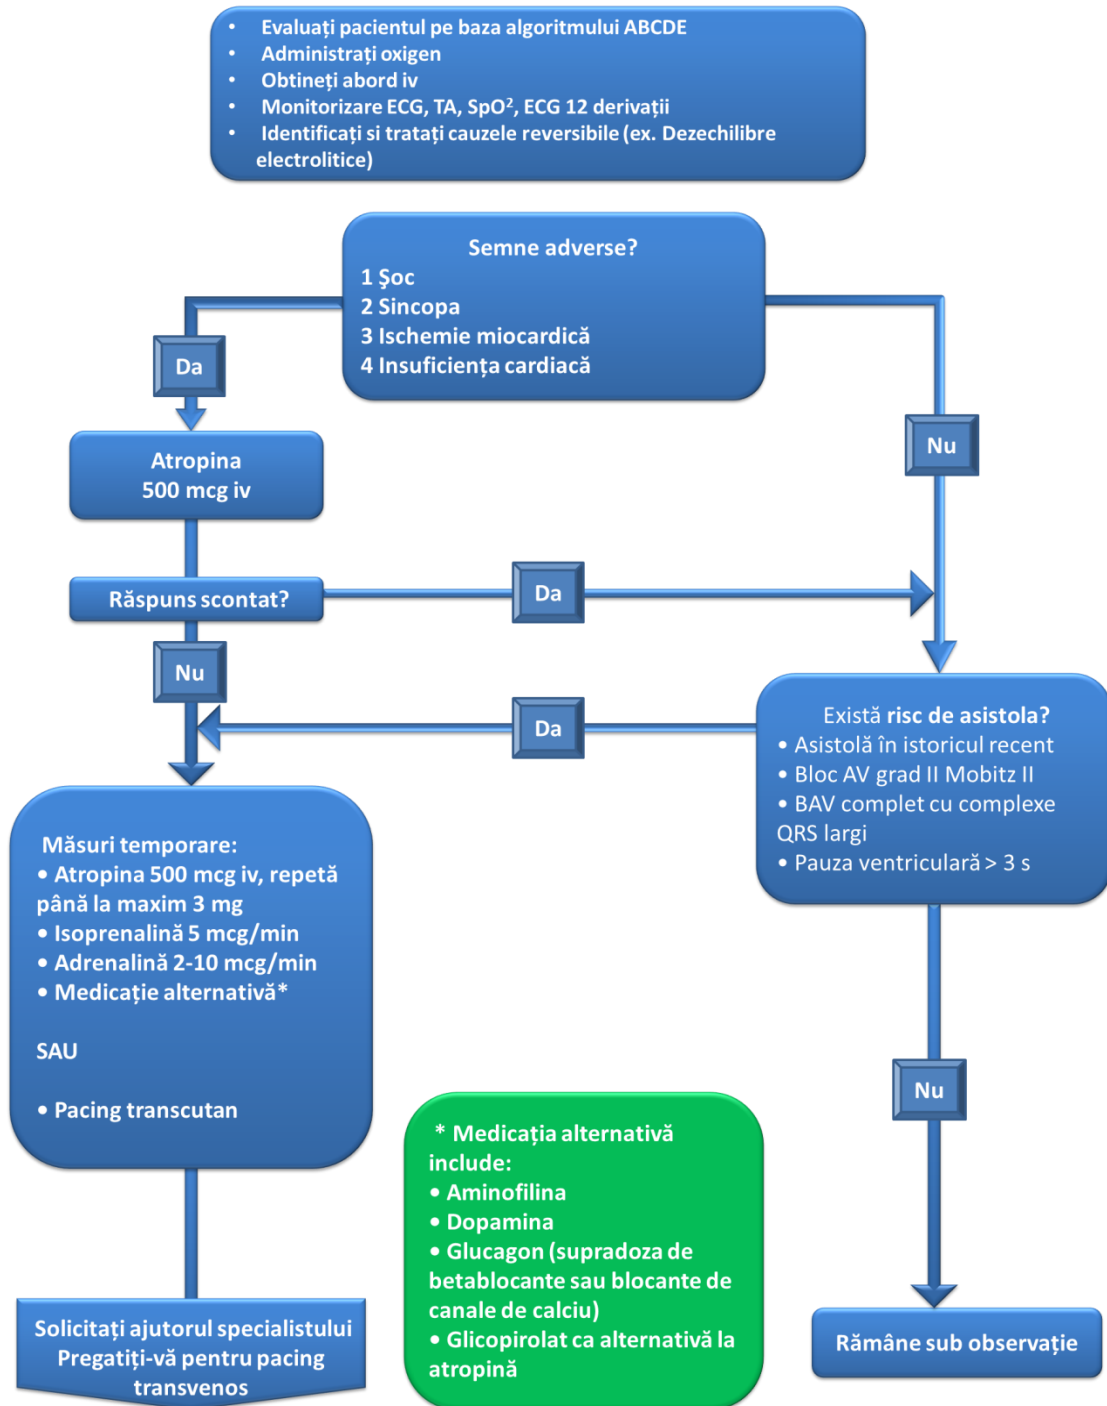 • Evaluați pacientul pe baza algoritmului ABCDE
• Administrați oxigen
• Obtineți abord iv
• Monitorizare ECG, TA, SpO², ECG 12 derivații
• Identificați si tratați cauzele reversibile (ex. Dezechilibre
electrolitice)
Semne adverse?
1 Şoc
2 Sincopa
3 Ischemie miocardică
4 Insuficiența cardiacă
Da
Nu
Atropina
500 mcg iv
Răspuns scontat?
Da
Nu
Da
Există risc de asistola?
• Asistolă în istoricul recent
• Bloc AV grad II Mobitz II
• BAV complet cu complexe
QRS largi
• Pauza ventriculară > 3 s
Măsuri temporare:
• Atropina 500 mcg iv, repetă
până la maxim 3 mg
• Isoprenalină 5 mcg/min
• Adrenalină 2-10 mcg/min
• Medicație alternativă*
SAU
• Pacing transcutan
Nu
* Medicația alternativă
include:
• Aminofilina
• Dopamina
• Glucagon (supradoza de
betablocante sau blocante de
canale de calciu)
• Glicopirolat ca alternativă la
atropină
Solicitați ajutorul specialistului
Pregatiți-vă pentru pacing
transvenos
Rămâne sub observație